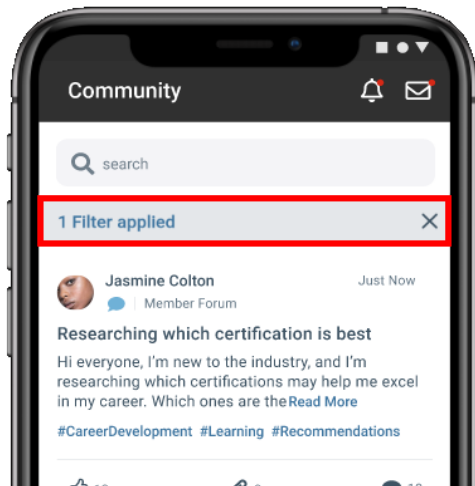 Community
search
1 Filter applied
Jasmine Colton
Just Now
Member Forum
Researching which certification is best
Hi everyone, I'm new to the industry, and I'm
researching which certifications may help me excel
in my career. Which ones are the Read More
#CareerDevelopment #Learning #Recommendations